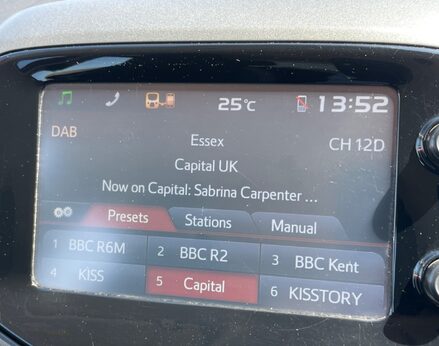 25°C 13:52
DAB Essex CH 12D
Capital UK
Now on Capital: Sabrina Carpenter ...
Presets Stations Manual
1 BBC R6M 2 BBC R2 3 BBC Kent
4 KISS 5 Capital 6 KISSTORY